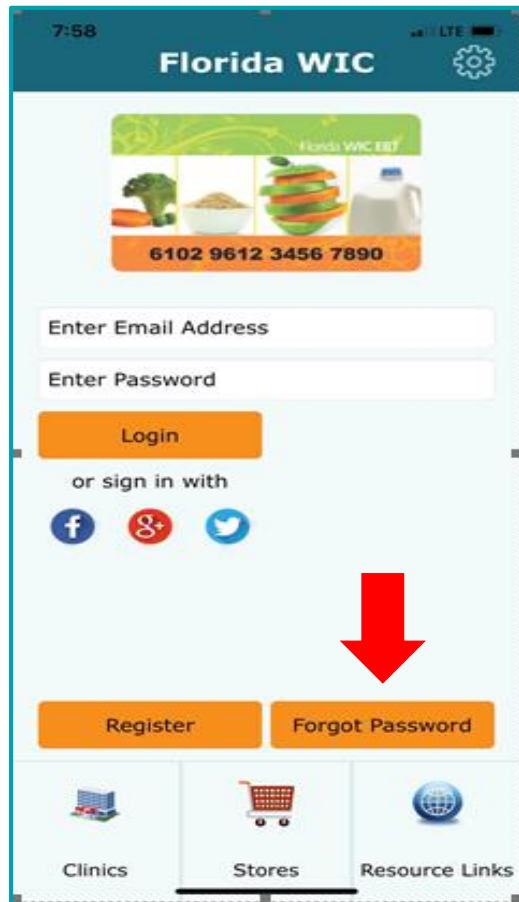 7:58
LTE
Florida WIC
Florida WIC EBT
6102 9612 3456 7890
Enter Email Address
Enter Password
Login
or sign in with
f 8+
Register Forgot Password
Clinics Stores Resource Links